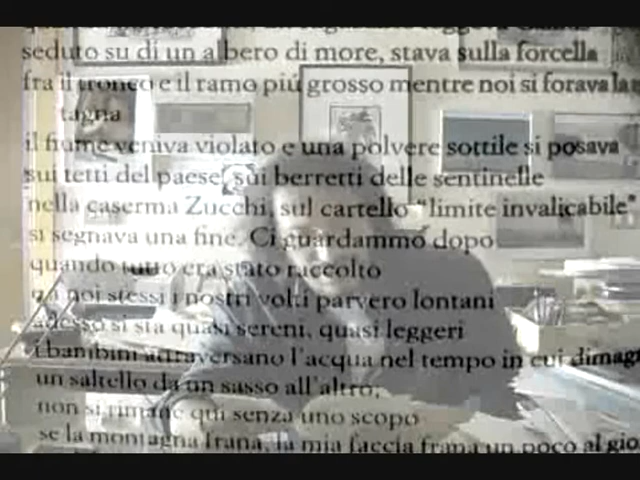 seduto su di un albero di more, stava sulla forcella
fra il tronco e il ramo più grosso mentre noi si forava la
tagna
il fiume veniva violato e una polvere sottile si posava
sui tetti del paese, sui berretti delle sentinelle
nella caserma Zucchi, sul cartello "limite invalicabile"
si segnava una fine. Ci guardammo dopo
quando tutto era stato raccolto
noi stessi i nostri volti parvero lontani
adesso si sta quasi sereni, quasi leggeri
i bambini attraversano l'acqua nel tempo in cui
un saltello da un sasso all'altro,
non si rimane qui senza uno scopo
se la montagna frana, la mia faccia frana un poco al